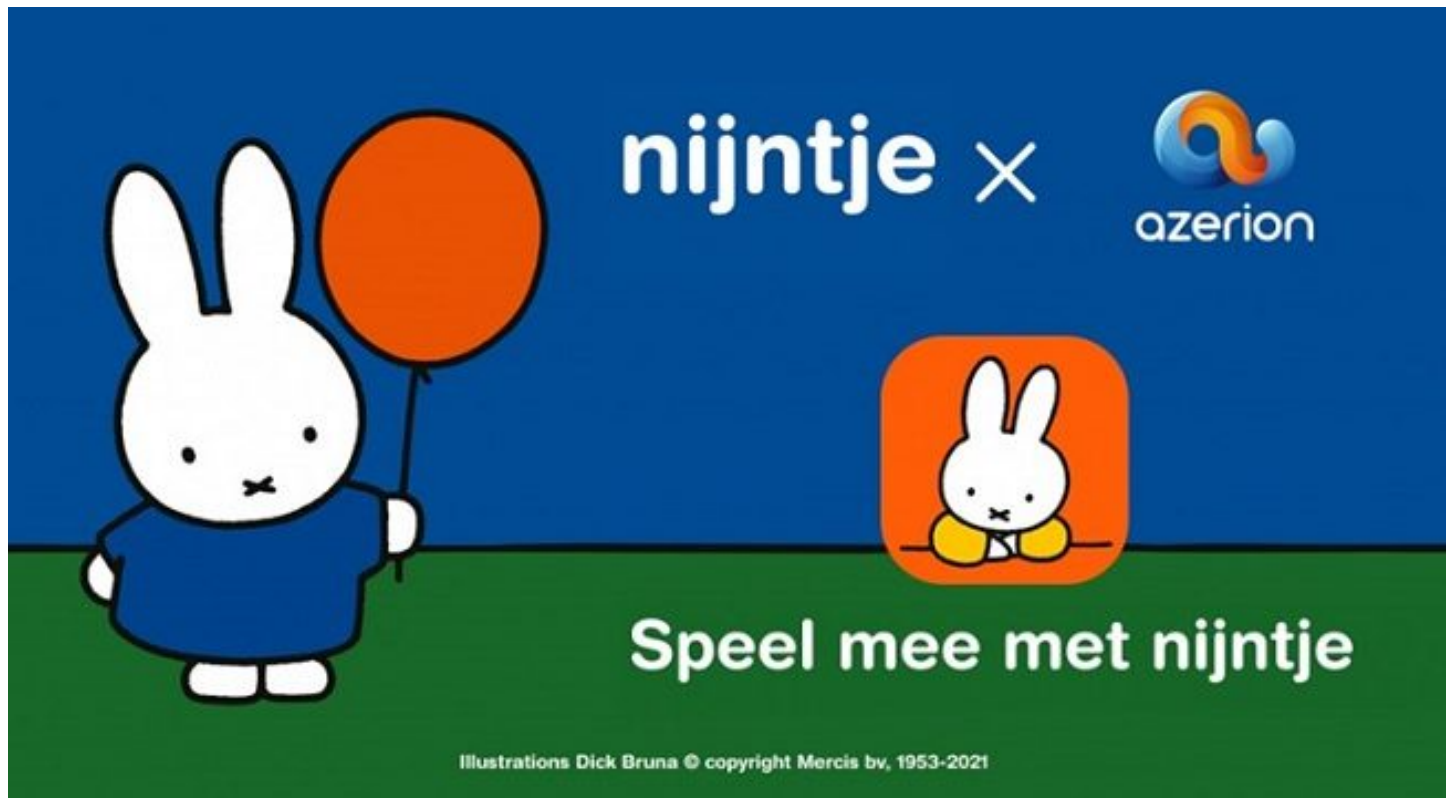 nijntje ×
azerion
Speel mee met nijntje
Illustrations Dick Bruna © copyright Mercis bv, 1953-2021